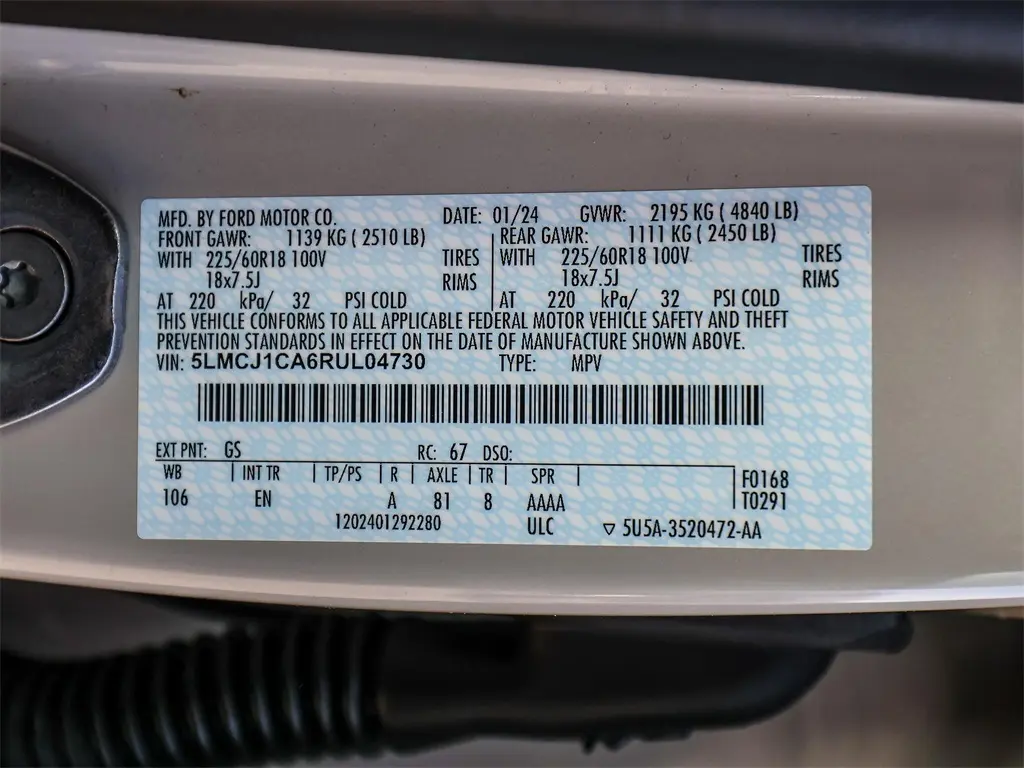 MFD. BY FORD MOTOR CO. DATE: 01/24 GVWR: 2195 KG ( 4840 LB)
FRONT GAWR: 1139 KG ( 2510 LB) REAR GAWR: 1111 KG ( 2450 LB)
WITH 225/60R18 100V TIRES WITH 225/60R18 100V TIRES
18x7.5J RIMS 18x7.5J RIMS
AT 220 kPa/ 32 PSI COLD AT 220 kPa/ 32 PSI COLD
THIS VEHICLE CONFORMS TO ALL APPLICABLE FEDERAL MOTOR VEHICLE SAFETY AND THEFT
PREVENTION STANDARDS IN EFFECT ON THE DATE OF MANUFACTURE SHOWN ABOVE.
VIN: 5LMCJ1CA6RUL04730 TYPE: MPV
EXT PNT: GS RC: 67 DSO:
WB INT TR TP/PS R AXLE TR SPR F0168
106 EN A 81 8 AAAA T0291
1202401292280 ULC ▽ 5U5A-3520472-AA